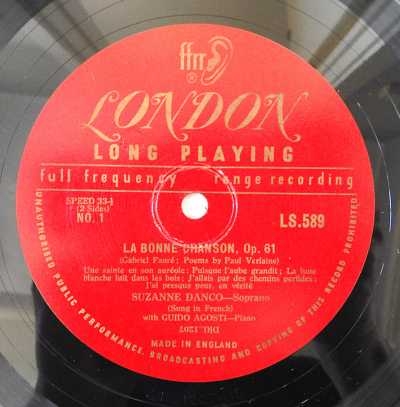 ffrr
®
LONDON
LONG PLAYING
full frequency range recording
SPEED 33⅓
(2 Sides)
NO. 1
LS.589
LA BONNE CHANSON, Op. 61
(Gabriel Fauré; Poems by Paul Verlaine)
Une sainte en son auréole; Puisque l'aube grandit; La lune
blanche luit dans les bois; J'allais par des chemins perfides;
J'ai presque peur, en vérité
SUZANNE DANCO—Soprano
(Sung in French)
with GUIDO AGOSTI—Piano
DHL.1207
MADE IN ENGLAND
UNAUTHORISED PUBLIC PERFORMANCE, BROADCASTING AND COPYING OF THIS RECORD PROHIBITED